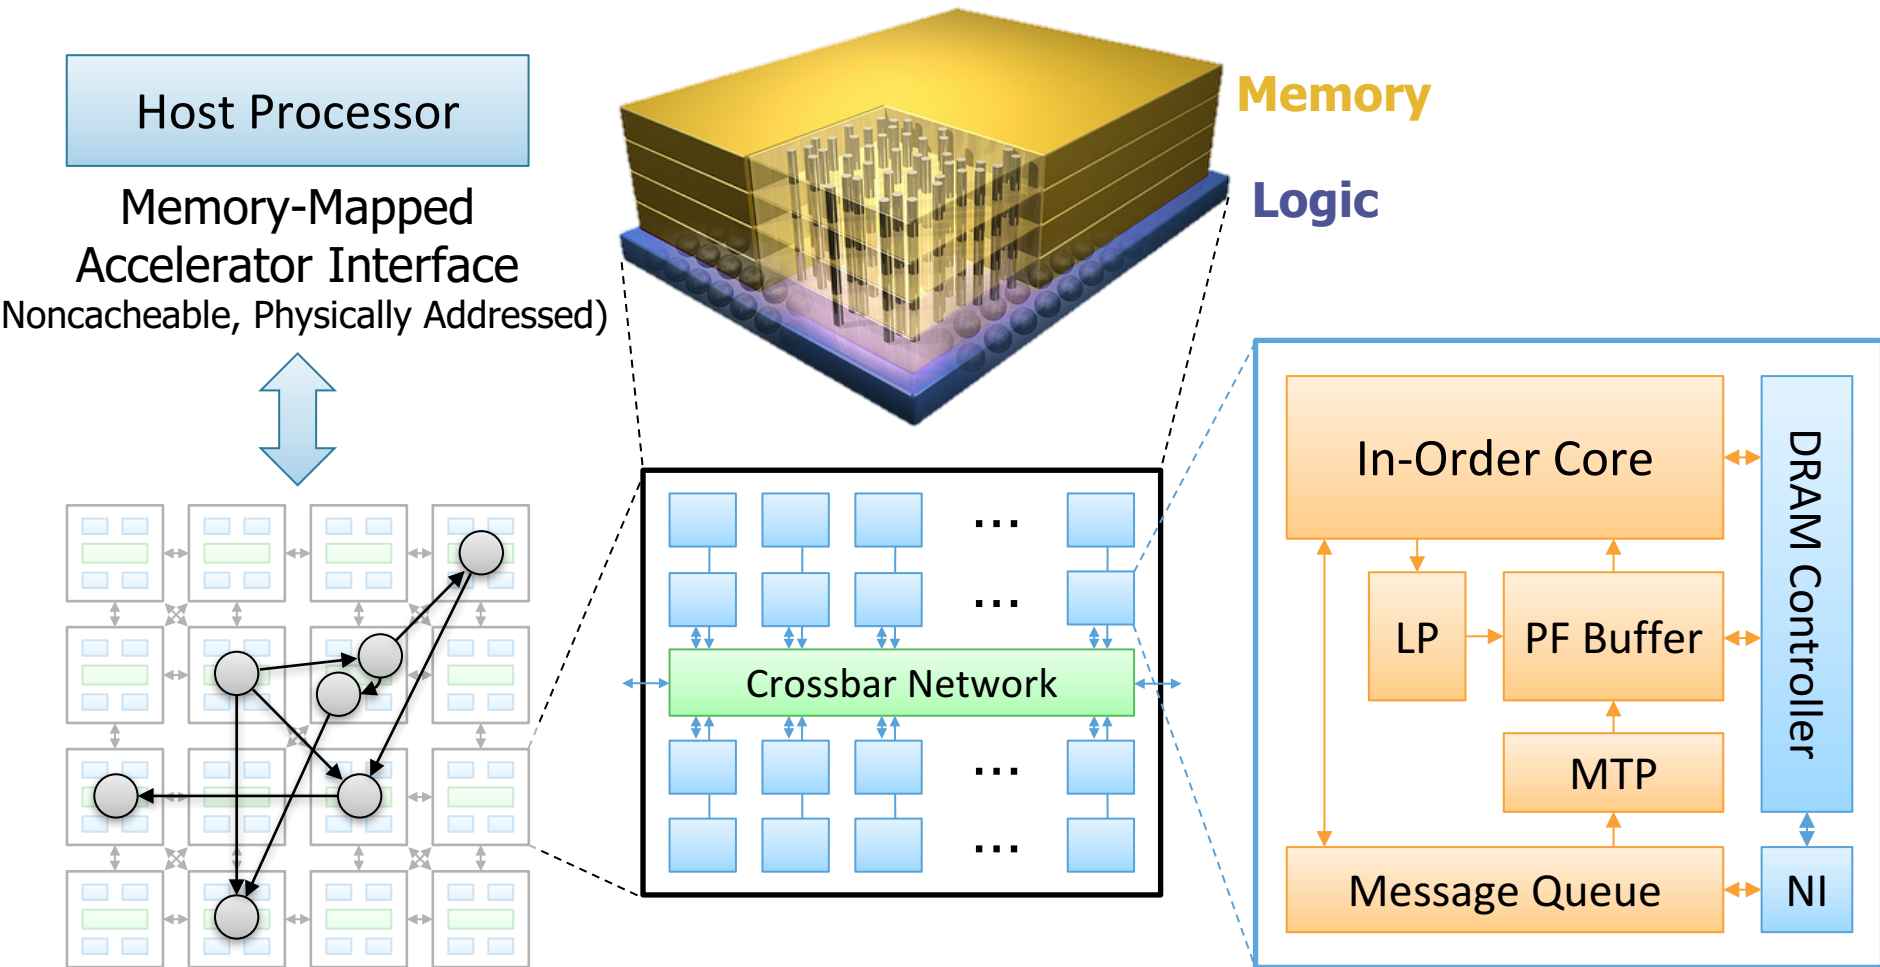 Host Processor
Memory-Mapped
Accelerator Interface
Noncacheable, Physically Addressed)
Memory
Logic
...
...
Crossbar Network
...
...
In-Order Core
LP
PF Buffer
MTP
Message Queue
DRAM Controller
NI